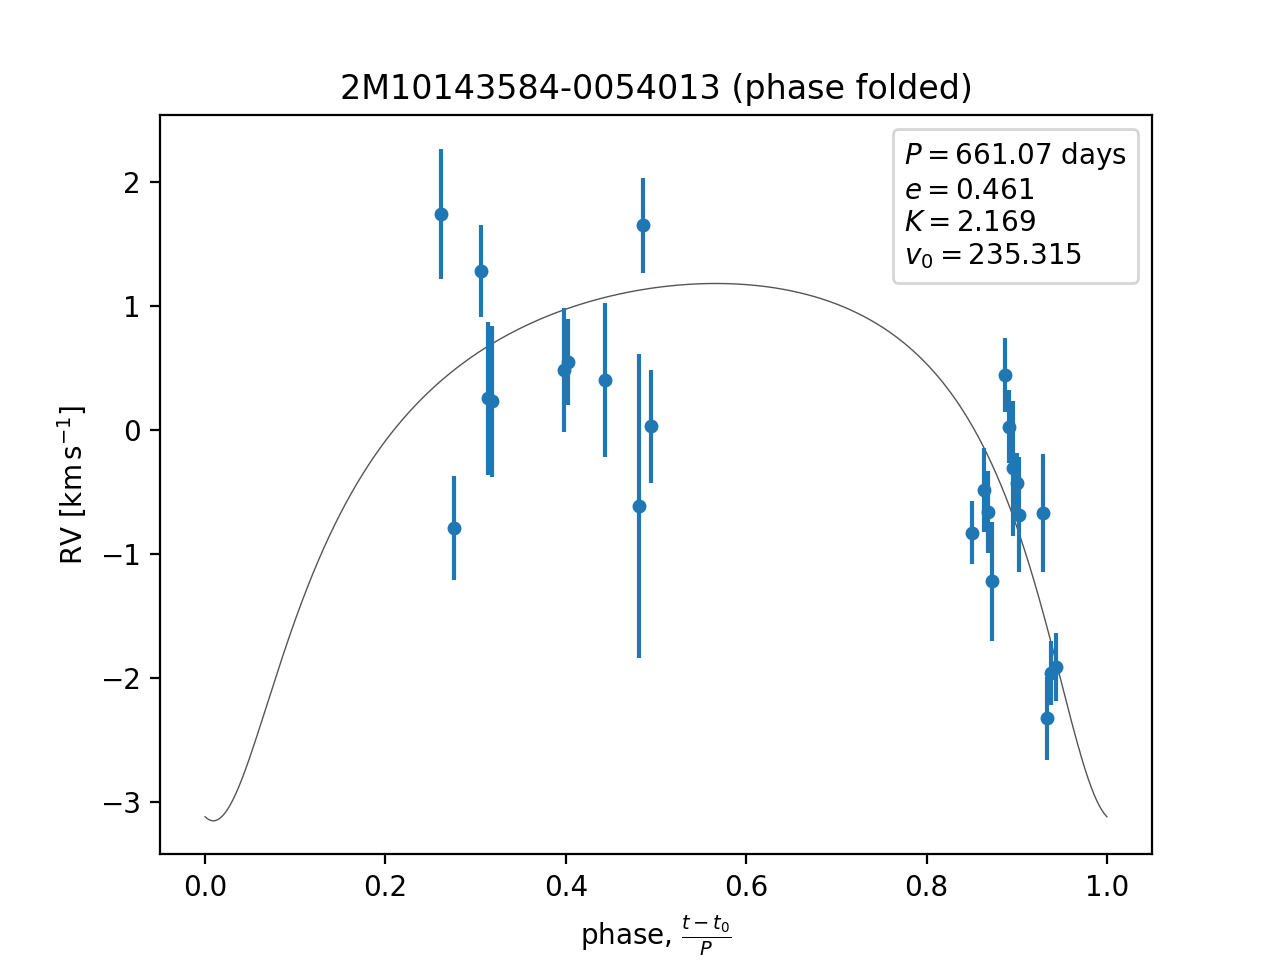 2M10143584-0054013 (phase folded)
P = 661.07 days
e = 0.461
K = 2.169
v₀ = 235.315
RV [km s⁻¹]
2
1
0
−1
−2
−3
0.0 0.2 0.4 0.6 0.8 1.0
phase, (t − t₀)/P